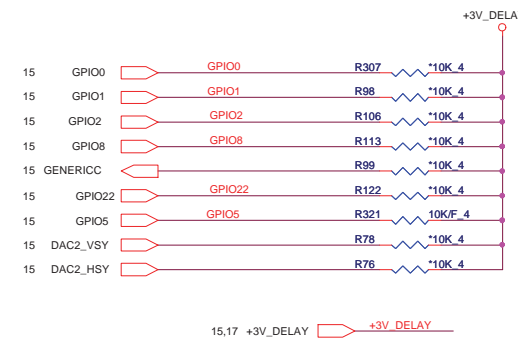 +3V_DELA
15 GPIO0 GPIO0 R307 *10K_4
15 GPIO1 GPIO1 R98 *10K_4
15 GPIO2 GPIO2 R106 *10K_4
15 GPIO8 GPIO8 R113 *10K_4
15 GENERICC R99 *10K_4
15 GPIO22 GPIO22 R122 *10K_4
15 GPIO5 GPIO5 R321 10K/F_4
15 DAC2_VSY R78 *10K_4
15 DAC2_HSY R76 *10K_4
15,17 +3V_DELAY +3V_DELAY